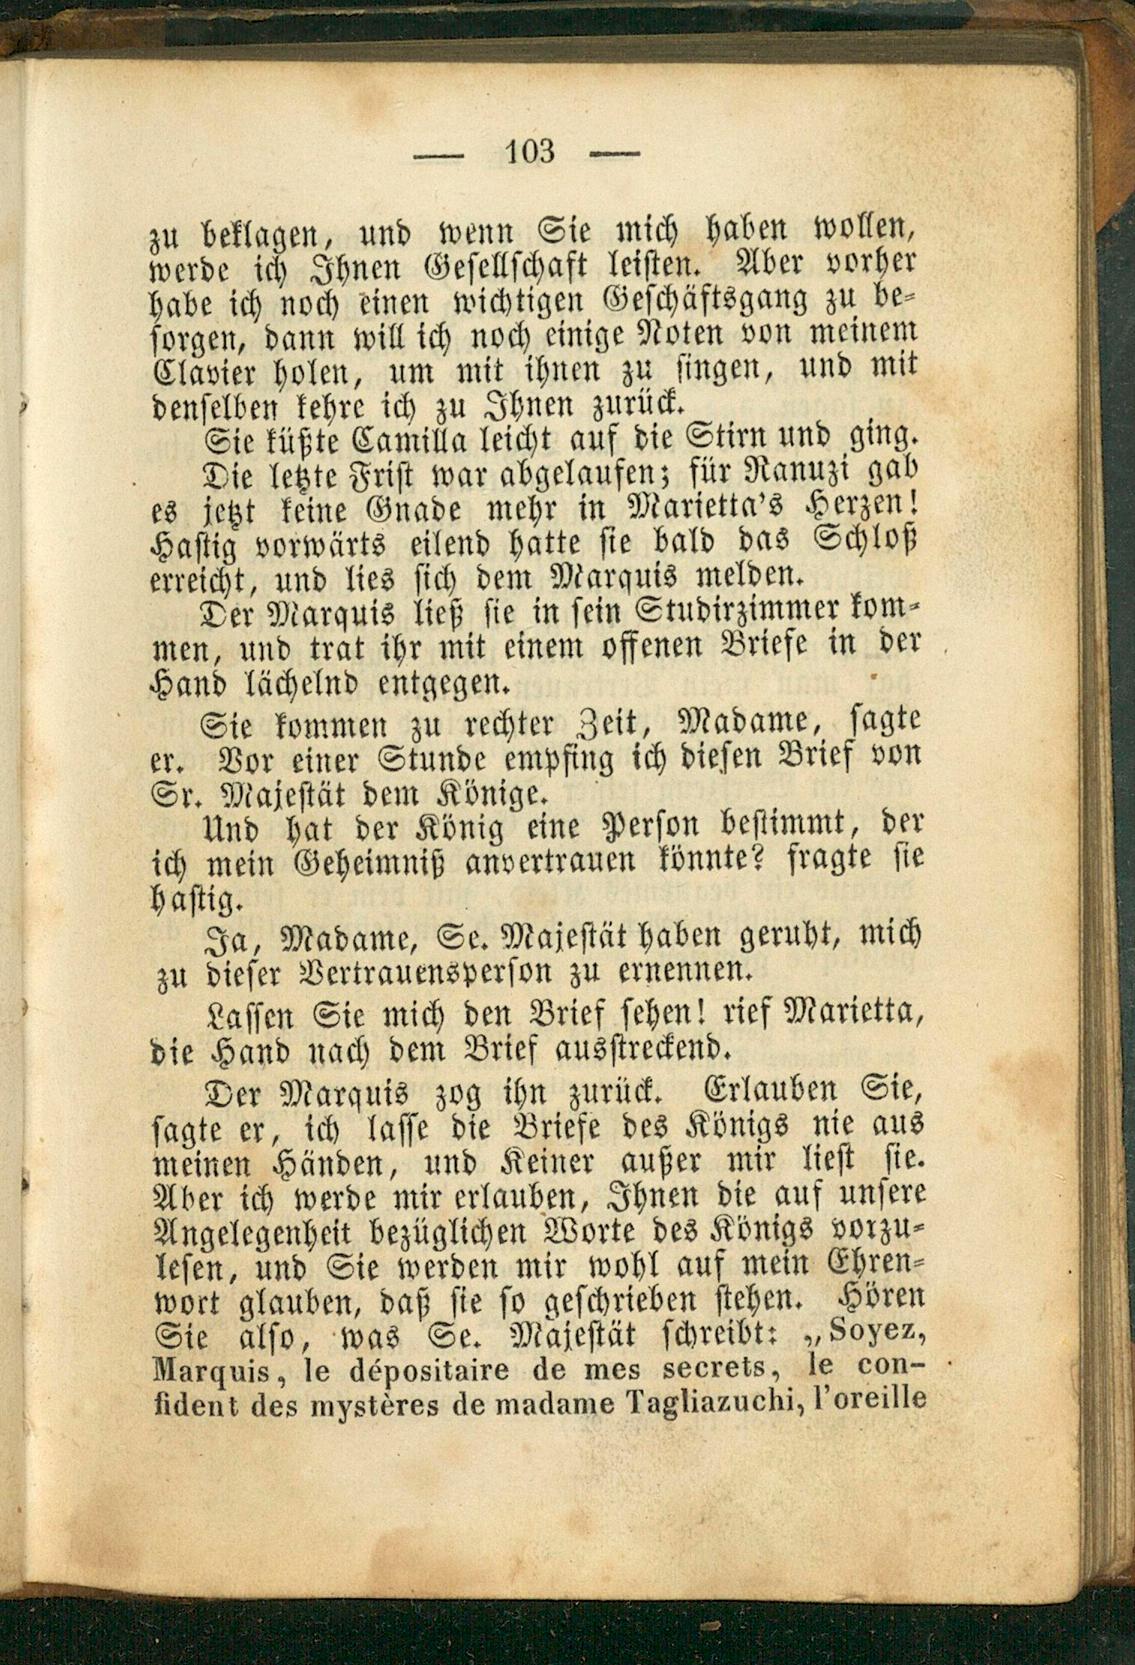 — 103 —
zu beklagen, und wenn Sie mich haben wollen,
werde ich Ihnen Gesellschaft leisten. Aber vorher
habe ich noch einen wichtigen Geschäftsgang zu be-
sorgen, dann will ich noch einige Noten von meinem
Clavier holen, um mit ihnen zu singen, und mit
denselben kehre ich zu Ihnen zurück.
Sie küßte Camilla leicht auf die Stirn und ging.
Die letzte Frist war abgelaufen; für Ranuzi gab
es jetzt keine Gnade mehr in Marietta's Herzen!
Hastig vorwärts eilend hatte sie bald das Schloß
erreicht, und lies sich dem Marquis melden.
Der Marquis ließ sie in sein Studirzimmer kom-
men, und trat ihr mit einem offenen Briefe in der
Hand lächelnd entgegen.
Sie kommen zu rechter Zeit, Madame, sagte
er. Vor einer Stunde empfing ich diesen Brief von
Sr. Majestät dem Könige.
Und hat der König eine Person bestimmt, der
ich mein Geheimniß anvertrauen könnte? fragte sie
hastig.
Ja, Madame, Se. Majestät haben geruht, mich
zu dieser Vertrauensperson zu ernennen.
Lassen Sie mich den Brief sehen! rief Marietta,
die Hand nach dem Brief ausstreckend.
Der Marquis zog ihn zurück. Erlauben Sie,
sagte er, ich lasse die Briefe des Königs nie aus
meinen Händen, und Keiner außer mir liest sie.
Aber ich werde mir erlauben, Ihnen die auf unsere
Angelegenheit bezüglichen Worte des Königs vorzu-
lesen, und Sie werden mir wohl auf mein Ehren-
wort glauben, daß sie so geschrieben stehen. Hören
Sie also, was Se. Majestät schreibt: „Soyez,
Marquis, le dépositaire de mes secrets, le con-
fident des mystères de madame Tagliazuchi, l'oreille